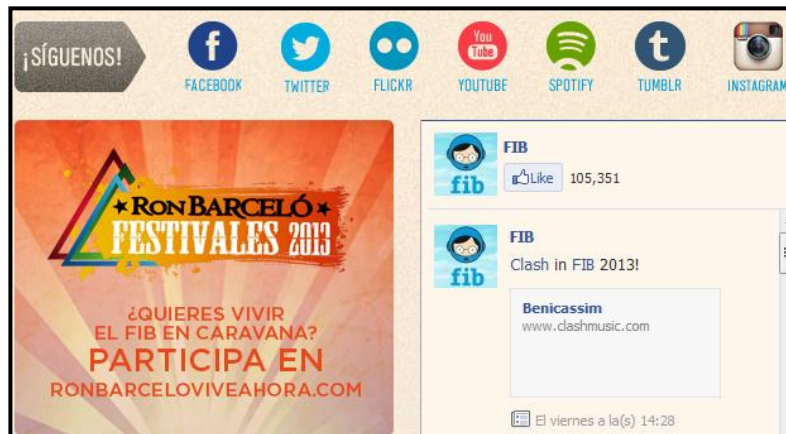 ¡SÍGUENOS!
FACEBOOK
TWITTER
FLICKR
You
Tube
YOUTUBE
SPOTIFY
TUMBLR
INSTAGRAM
RON BARCELÓ
FESTIVALES 2013
¿QUIERES VIVIR
EL FIB EN CARAVANA?
PARTICIPA EN
RONBARCELOVIVEAHORA.COM
fib
FIB
Like 105,351
fib
FIB
Clash in FIB 2013!
Benicassim
www.clashmusic.com
El viernes a la(s) 14:28